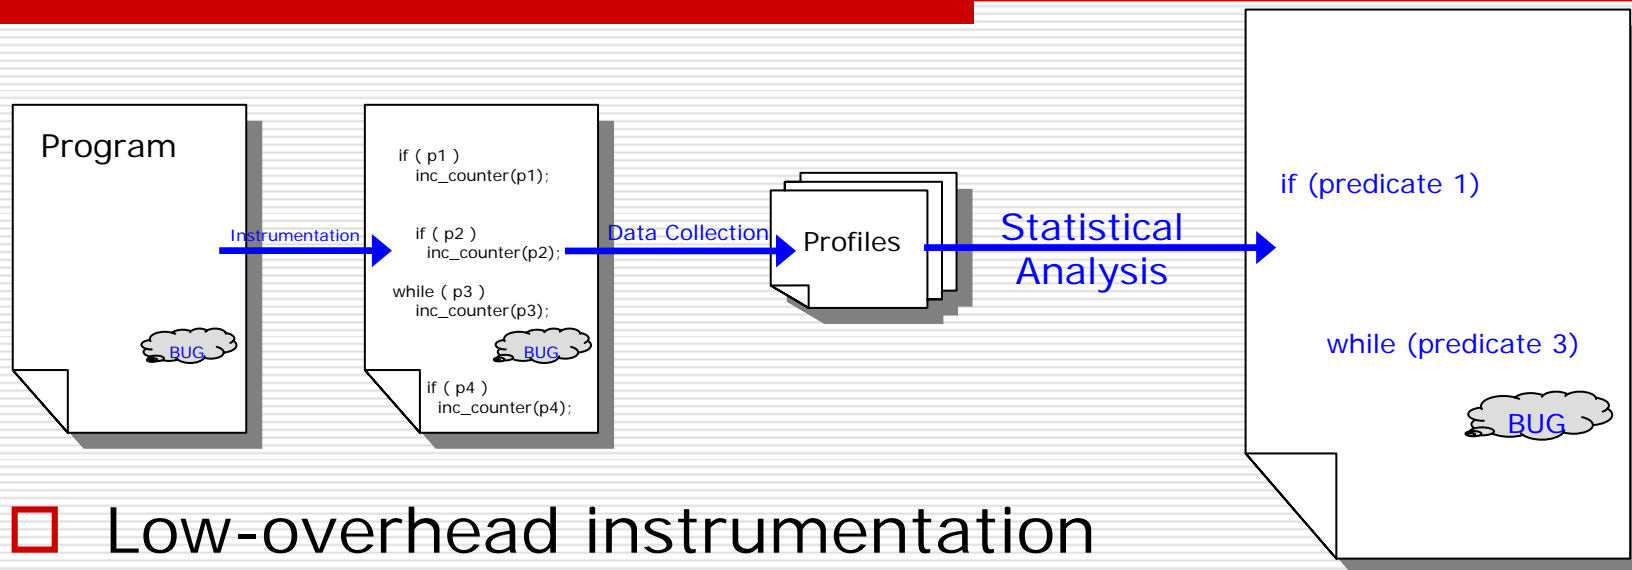 Program
BUG
Instrumentation
if ( p1 )
inc_counter(p1);
if ( p2 )
inc_counter(p2);
while ( p3 )
inc_counter(p3);
BUG
if ( p4 )
inc_counter(p4);
Data Collection
Profiles
Statistical
Analysis
if (predicate 1)
while (predicate 3)
BUG
Low-overhead instrumentation